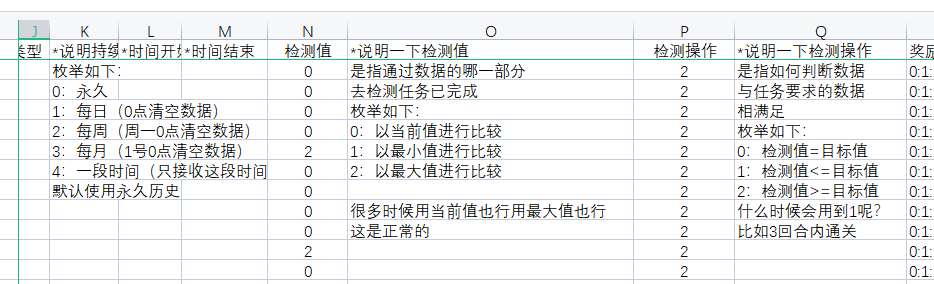 J K L M N O P Q
类型 *说明持续 *时间开始 *时间结束 检测值 *说明一下检测值 检测操作 *说明一下检测操作 奖励
枚举如下： 0 是指通过数据的哪一部分 2 是指如何判断数据 0:1:
0：永久 0 去检测任务已完成 2 与任务要求的数据 0:1:
1：每日（0点清空数据） 0 枚举如下： 2 相满足 0:1:
2：每周（周一0点清空数据） 0 0：以当前值进行比较 2 枚举如下： 0:1:
3：每月（1号0点清空数据） 2 1：以最小值进行比较 2 0：检测值=目标值 0:1:
4：一段时间（只接收这段时间 0 2：以最大值进行比较 2 1：检测值<=目标值 0:1:
默认使用永久历史 0 2 2：检测值>=目标值 0:1:
0 很多时候用当前值也行用最大值也行 2 什么时候会用到1呢？ 0:1:
0 这是正常的 2 比如3回合内通关 0:1:
2 2 0:1:
0 2 0:1: